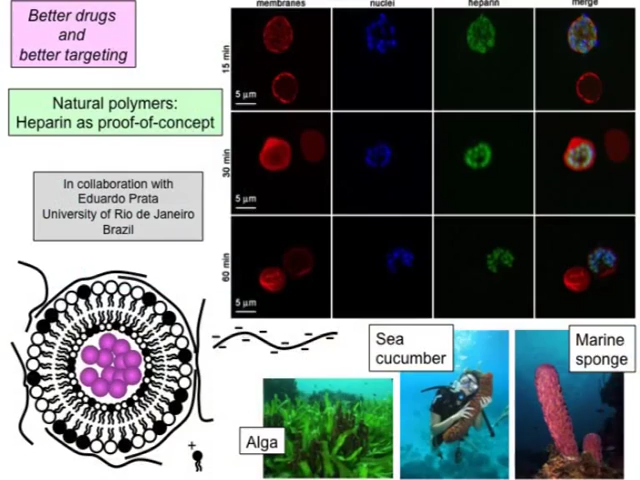 Better drugs
and
better targeting
Natural polymers:
Heparin as proof-of-concept
In collaboration with
Eduardo Prata
University of Rio de Janeiro
Brazil
membranes nuclei heparin merge
15 min
5 µm
30 min
5 µm
60 min
5 µm
+
Alga
Sea
cucumber
Marine
sponge